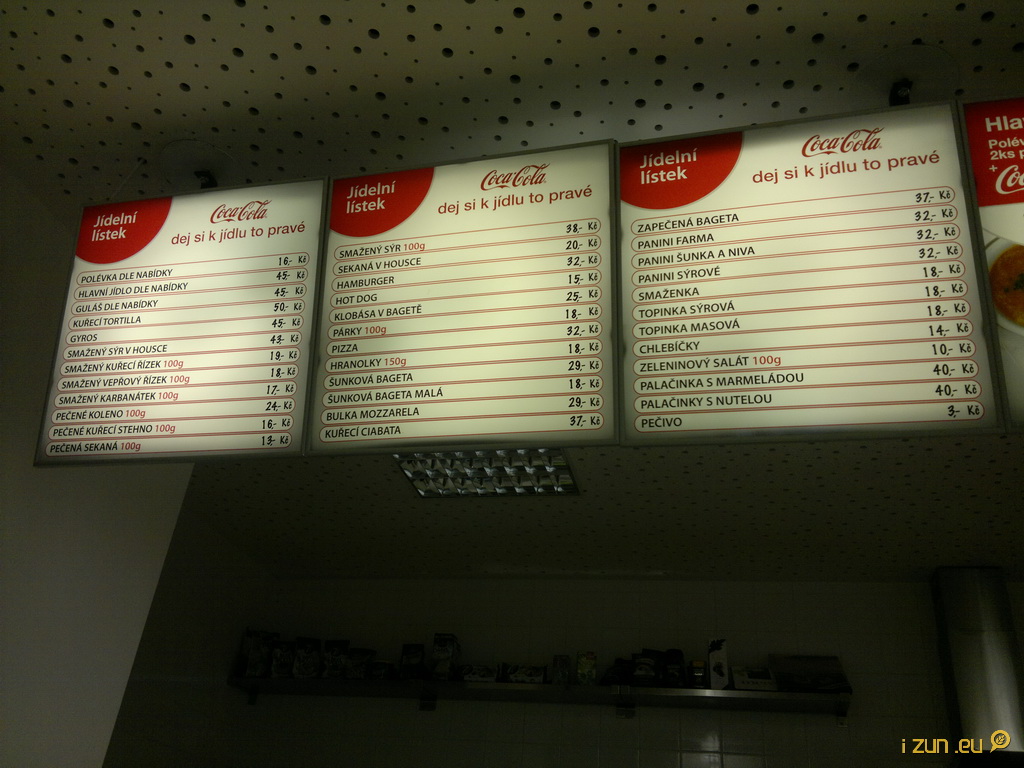 Jídelní
lístek
Coca-Cola
dej si k jídlu to pravé
POLÉVKA DLE NABÍDKY 16,- Kč
HLAVNÍ JÍDLO DLE NABÍDKY 45,- Kč
GULÁŠ DLE NABÍDKY 45,- Kč
KUŘECÍ TORTILLA 50,- Kč
GYROS 45,- Kč
SMAŽENÝ SÝR V HOUSCE 43,- Kč
SMAŽENÝ KUŘECÍ ŘÍZEK 100g 19,- Kč
SMAŽENÝ VEPŘOVÝ ŘÍZEK 100g 18,- Kč
SMAŽENÝ KARBANÁTEK 100g 17,- Kč
PEČENÉ KOLENO 100g 24,- Kč
PEČENÉ KUŘECÍ STEHNO 100g 16,- Kč
PEČENÁ SEKANÁ 100g 13,- Kč
Jídelní
lístek
Coca-Cola
dej si k jídlu to pravé
SMAŽENÝ SÝR 100g 38,- Kč
SEKANÁ V HOUSCE 20,- Kč
HAMBURGER 32,- Kč
HOT DOG 15,- Kč
KLOBÁSA V BAGETĚ 25,- Kč
PÁRKY 100g 18,- Kč
PIZZA 32,- Kč
HRANOLKY 150g 18,- Kč
ŠUNKOVÁ BAGETA 29,- Kč
ŠUNKOVÁ BAGETA MALÁ 18,- Kč
BULKA MOZZARELA 29,- Kč
KUŘECÍ CIABATA 37,- Kč
Jídelní
lístek
Coca-Cola
dej si k jídlu to pravé
ZAPEČENÁ BAGETA 37,- Kč
PANINI FARMA 32,- Kč
PANINI ŠUNKA A NIVA 32,- Kč
PANINI SÝROVÉ 32,- Kč
SMAŽENKA 18,- Kč
TOPINKA SÝROVÁ 18,- Kč
TOPINKA MASOVÁ 18,- Kč
CHLEBÍČKY 14,- Kč
ZELENINOVÝ SALÁT 100g 10,- Kč
PALAČINKA S MARMELÁDOU 40,- Kč
PALAČINKY S NUTELOU 40,- Kč
PEČIVO 3,- Kč
Hla
Polév
2ks p
+ Co
i zun .eu